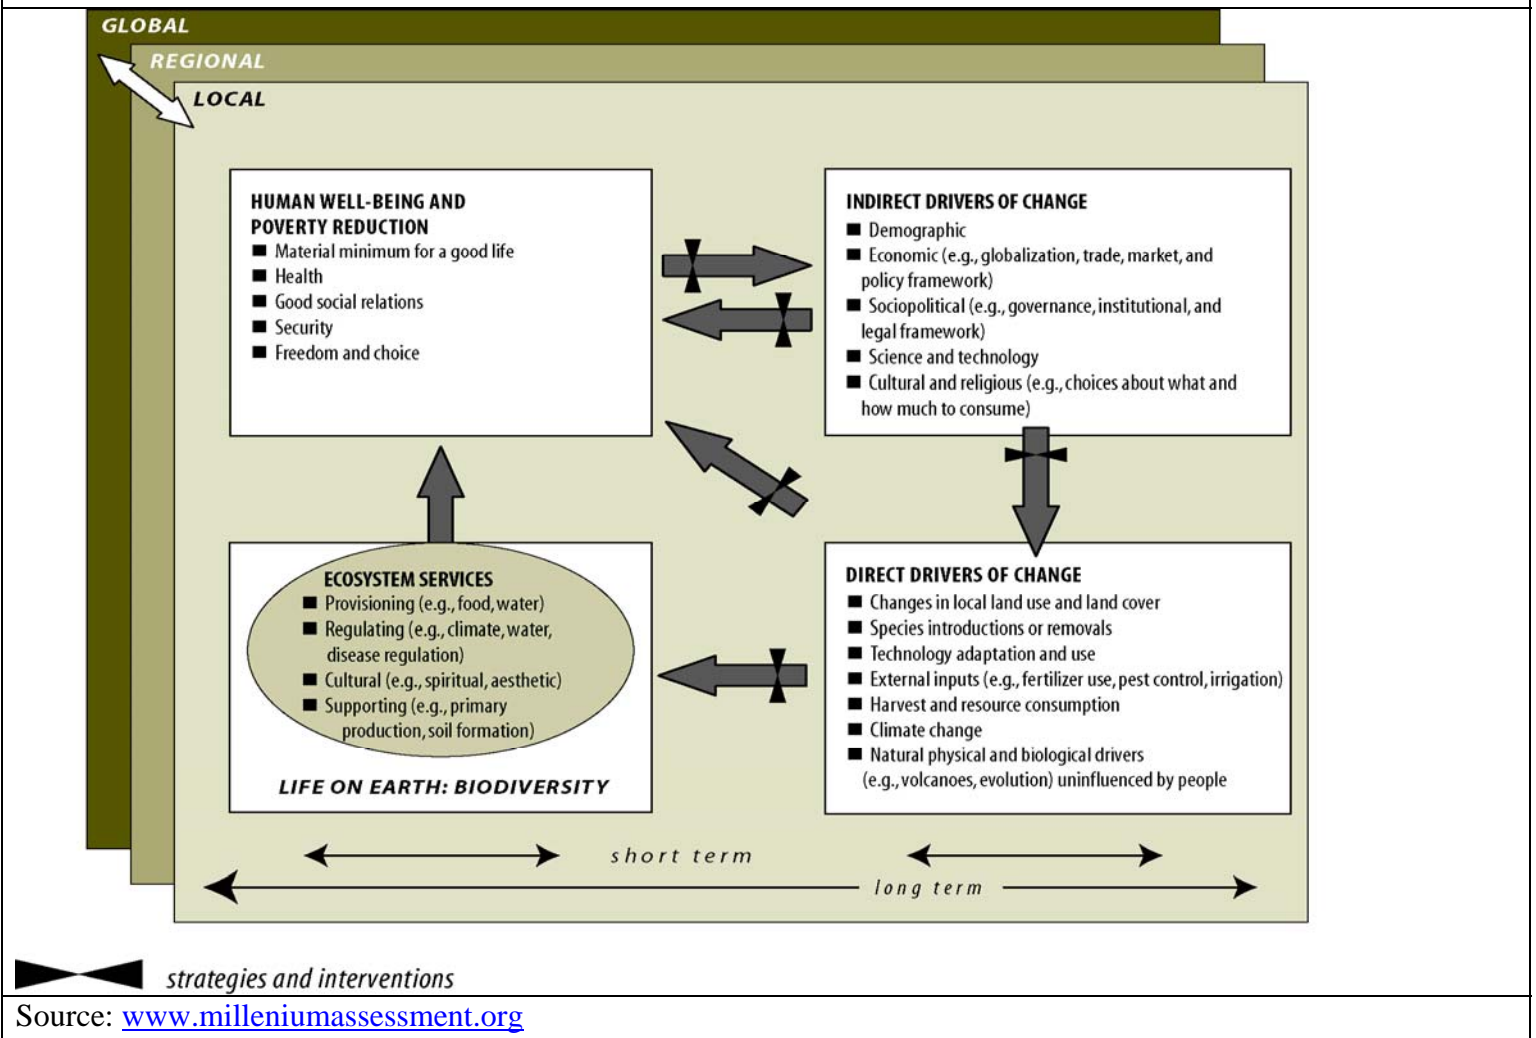 GLOBAL
REGIONAL
LOCAL
HUMAN WELL-BEING AND
POVERTY REDUCTION
■ Material minimum for a good life
■ Health
■ Good social relations
■ Security
■ Freedom and choice
INDIRECT DRIVERS OF CHANGE
■ Demographic
■ Economic (e.g., globalization, trade, market, and
policy framework)
■ Sociopolitical (e.g., governance, institutional, and
legal framework)
■ Science and technology
■ Cultural and religious (e.g., choices about what and
how much to consume)
ECOSYSTEM SERVICES
■ Provisioning (e.g., food, water)
■ Regulating (e.g., climate, water,
disease regulation)
■ Cultural (e.g., spiritual, aesthetic)
■ Supporting (e.g., primary
production, soil formation)
LIFE ON EARTH: BIODIVERSITY
DIRECT DRIVERS OF CHANGE
■ Changes in local land use and land cover
■ Species introductions or removals
■ Technology adaptation and use
■ External inputs (e.g., fertilizer use, pest control, irrigation)
■ Harvest and resource consumption
■ Climate change
■ Natural physical and biological drivers
(e.g., volcanoes, evolution) uninfluenced by people
short term
long term
strategies and interventions
Source: www.milleniumassessment.org